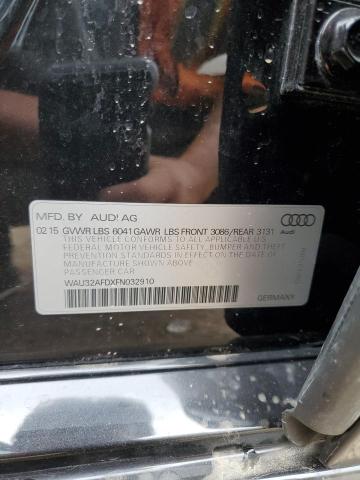 MFD. BY AUDI AG
02 15 GVWR LBS 6041 GAWR LBS FRONT 3086/REAR 3131
THIS VEHICLE CONFORMS TO ALL APPLICABLE U.S
FEDERAL MOTOR VEHICLE SAFETY, BUMPER AND THEFT
PREVENTION STANDARDS IN EFFECT ON THE DATE OF
MANUFACTURE SHOWN ABOVE.
PASSENGER CAR
WAU32AFDXFN032910
Audi
GERMANY